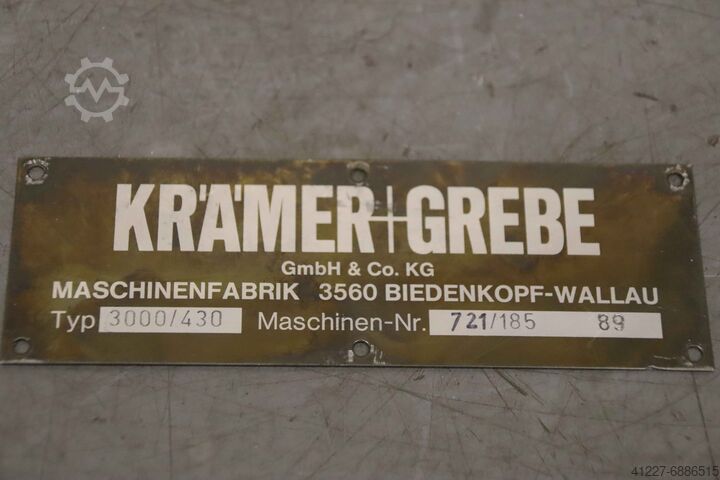 KRÄMER+GREBE
GmbH & Co. KG
MASCHINENFABRIK 3560 BIEDENKOPF-WALLAU
Typ 3000/430 Maschinen-Nr. 721/185 89
41227-6886515